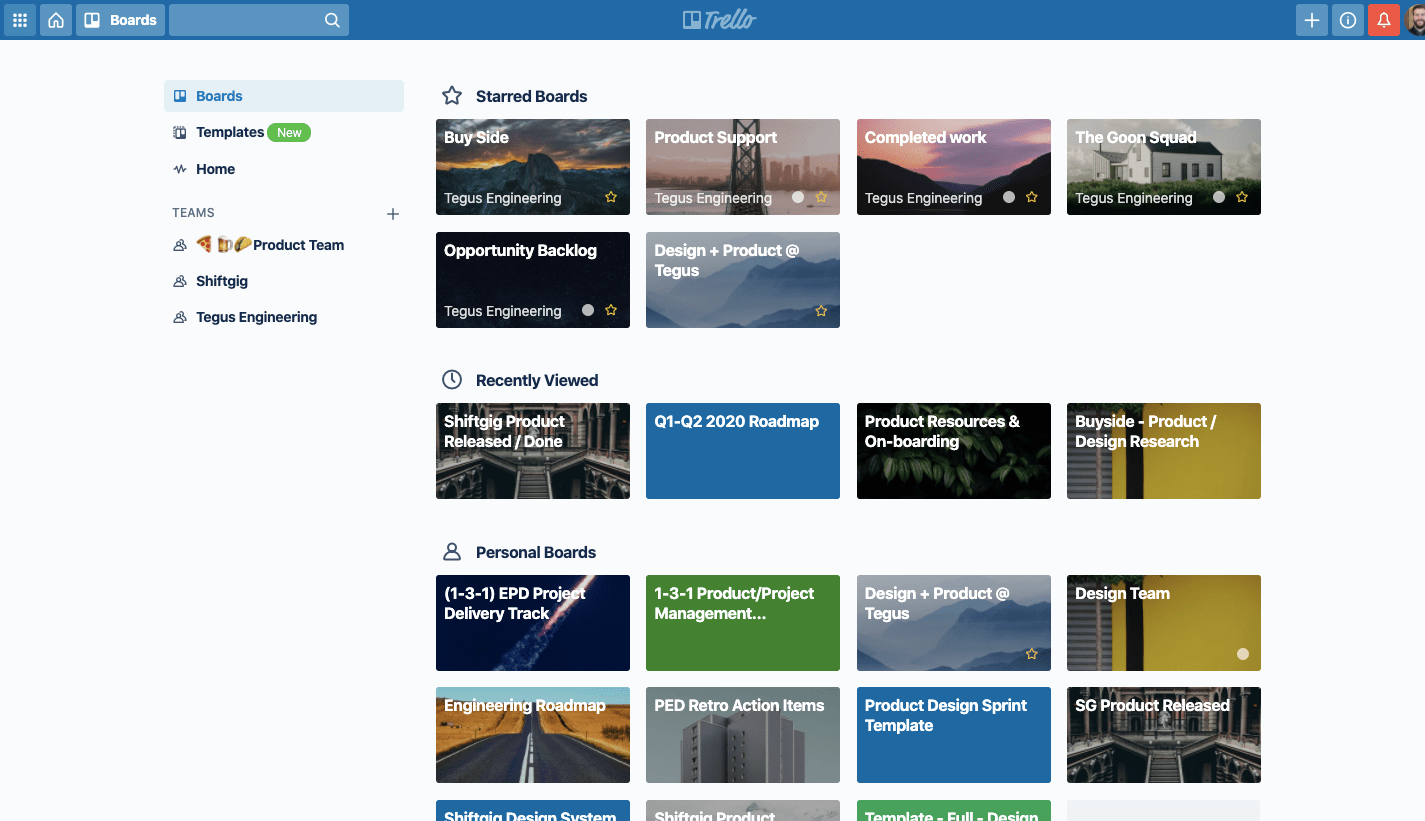 Boards
Trello
Boards
Templates New
Home
TEAMS
Product Team
Shiftgig
Tegus Engineering
Starred Boards
Buy Side
Tegus Engineering
Product Support
Tegus Engineering
Completed work
Tegus Engineering
The Goon Squad
Tegus Engineering
Opportunity Backlog
Tegus Engineering
Design + Product @
Tegus
Recently Viewed
Shiftgig Product
Released / Done
Q1-Q2 2020 Roadmap
Product Resources &
On-boarding
Buyside - Product /
Design Research
Personal Boards
(1-3-1) EPD Project
Delivery Track
1-3-1 Product/Project
Management...
Design + Product @
Tegus
Design Team
Engineering Roadmap
PED Retro Action Items
Product Design Sprint
Template
SG Product Released
Shiftgig Design System
Shiftgig Product
Template - Full - Design